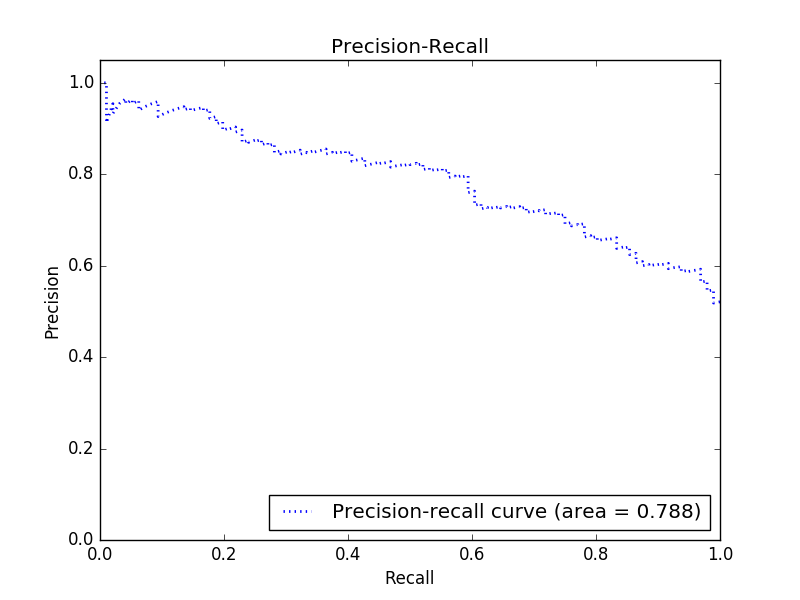 Precision-Recall
1.0
0.8
0.6
0.4
0.2
0.0
Precision
0.0 0.2 0.4 0.6 0.8 1.0
Recall
Precision-recall curve (area = 0.788)